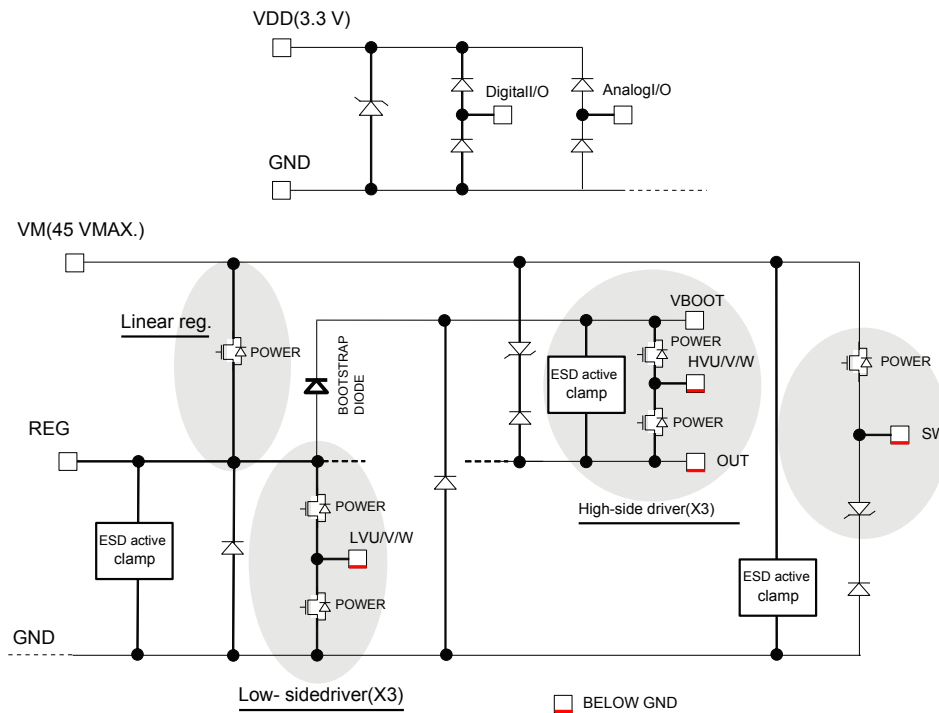 VDD(3.3 V)
DigitalI/O
AnalogI/O
GND
VM(45 VMAX.)
Linear reg.
POWER
VBOOT
POWER
HVU/V/W
POWER
ESD active
clamp
BOOTSTRAP
DIODE
POWER
SW
REG
OUT
High-side driver(X3)
POWER
LVU/V/W
ESD active
clamp
POWER
ESD active
clamp
GND
Low- sidedriver(X3)
BELOW GND